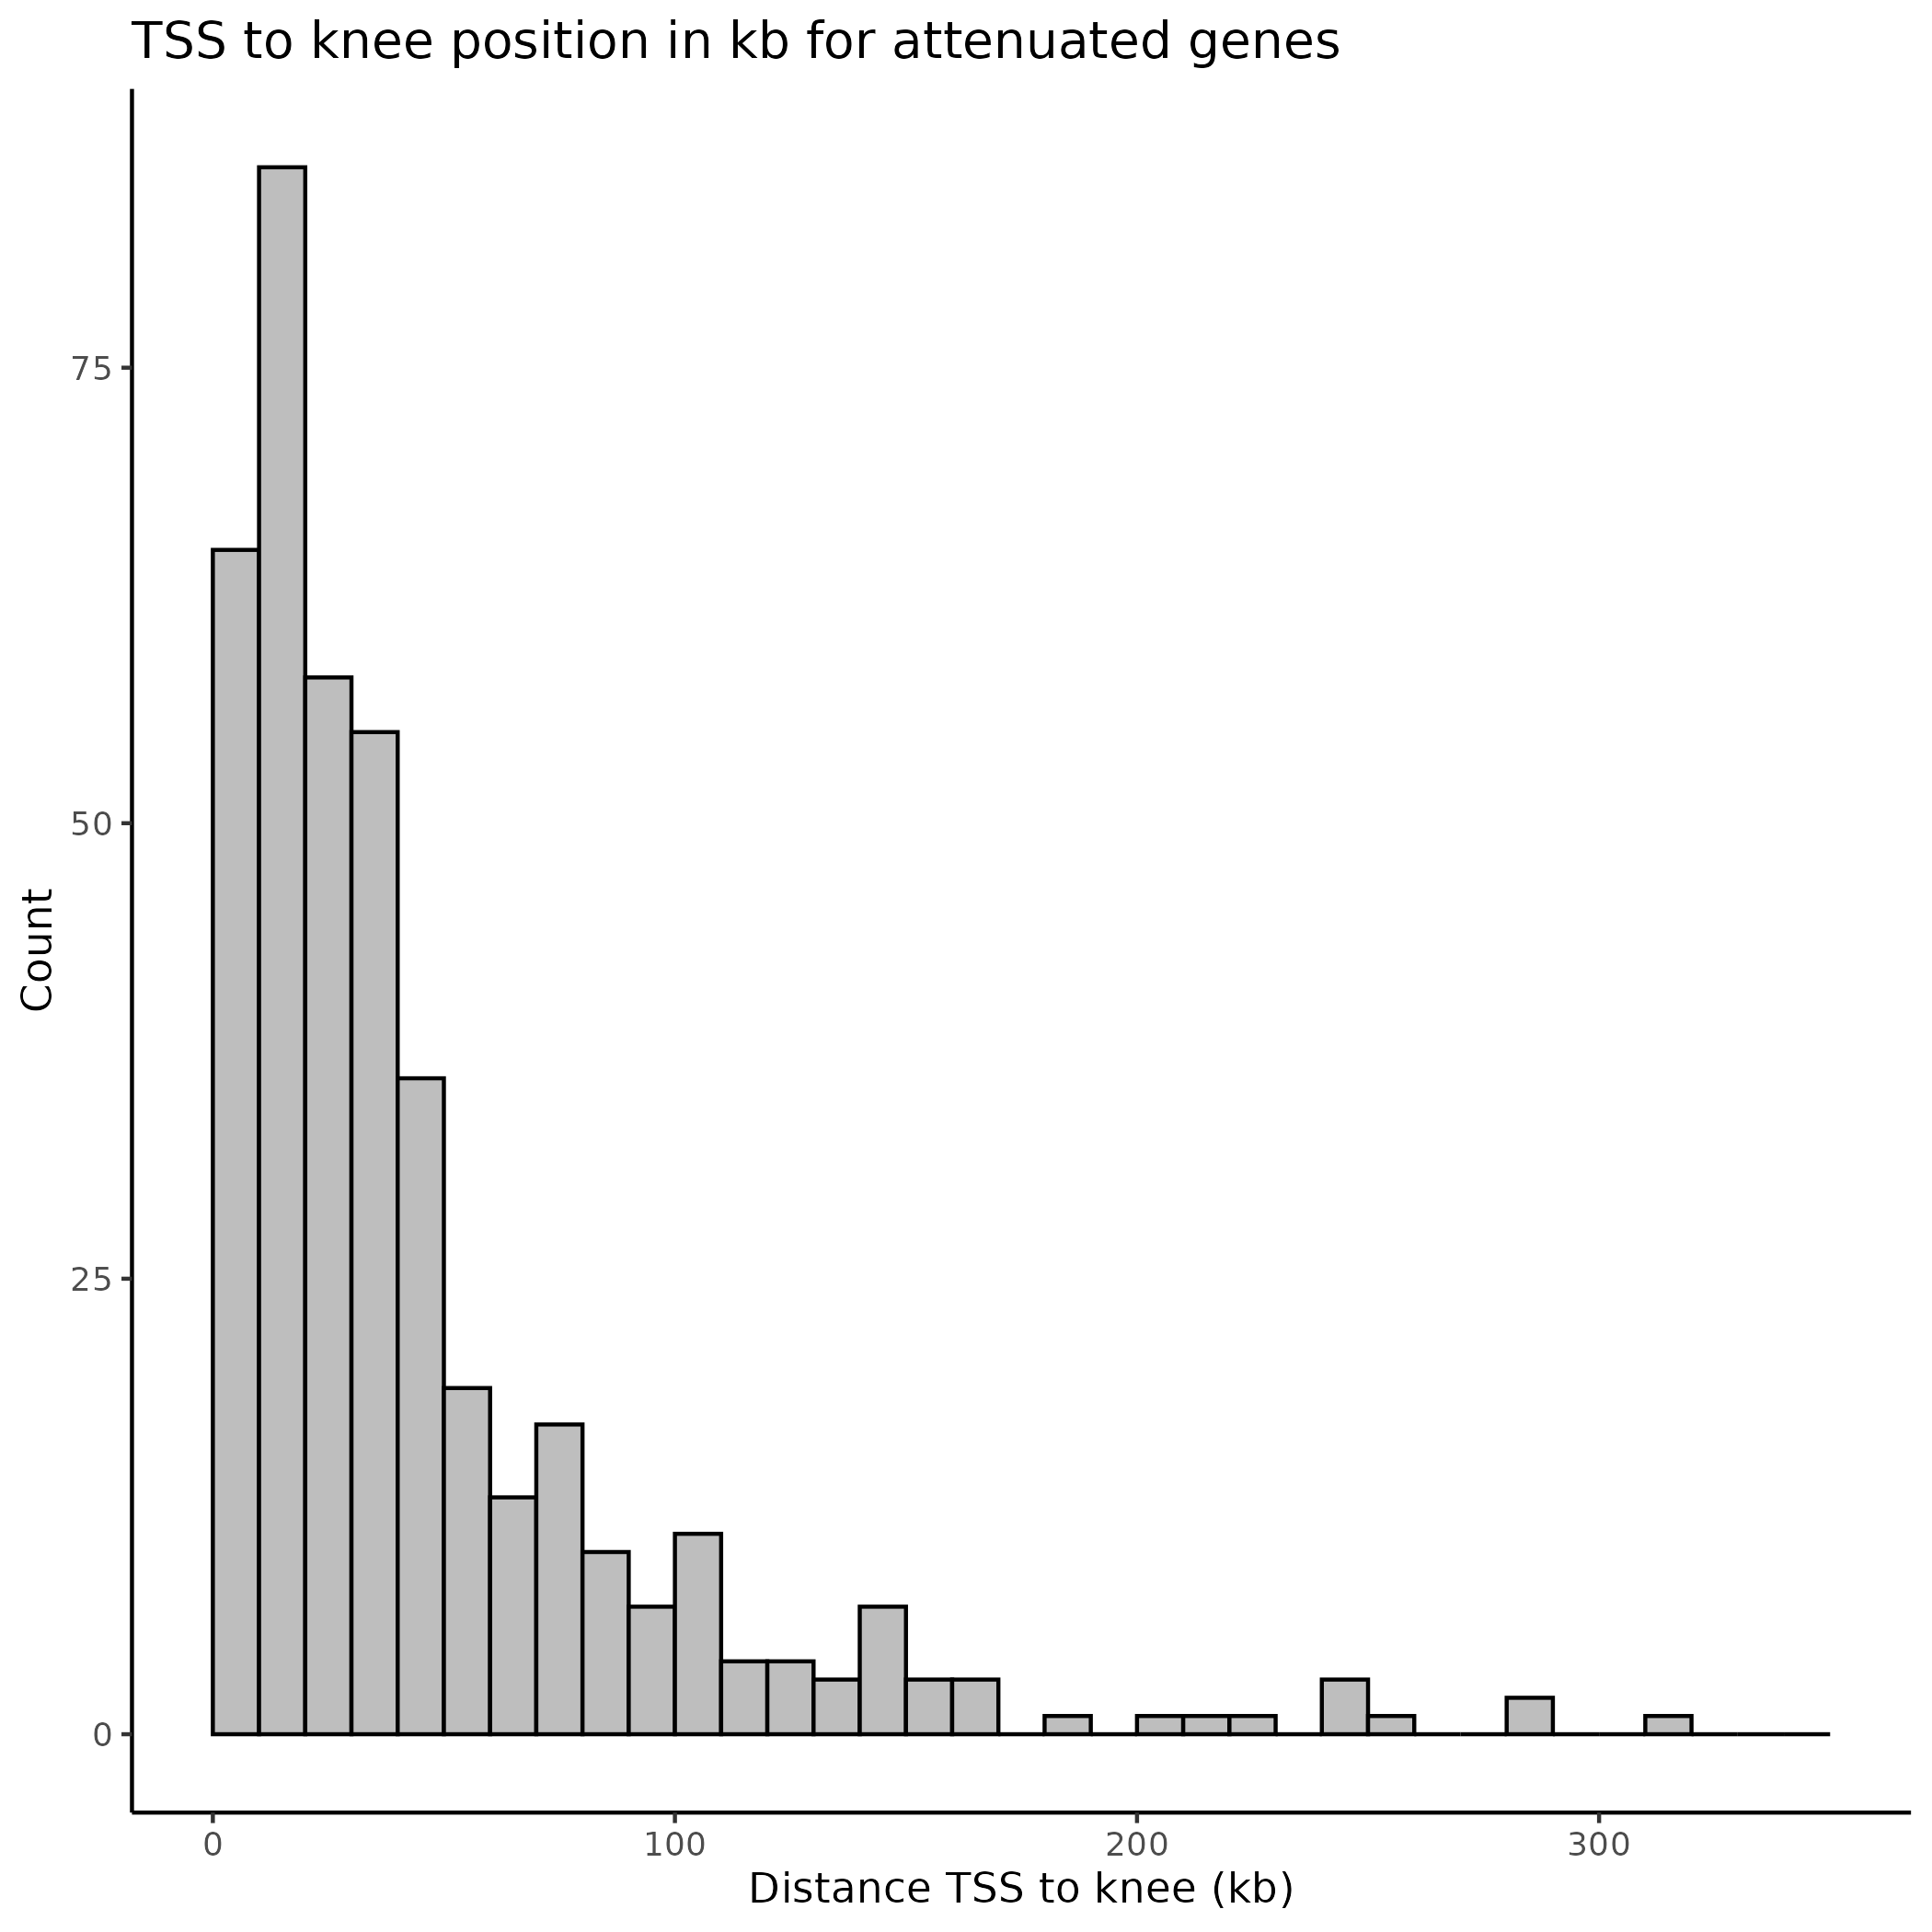 TSS to knee position in kb for attenuated genes
75
50
25
0
Count
0 100 200 300
Distance TSS to knee (kb)